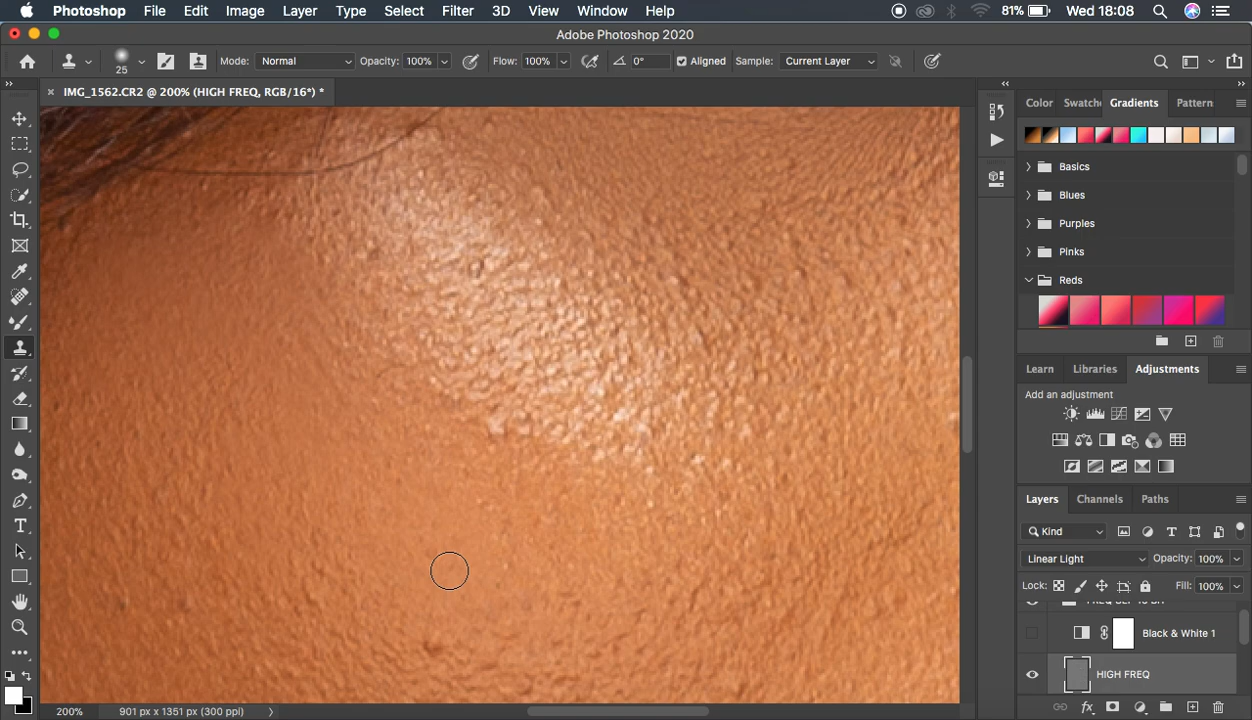 Photoshop File Edit Image Layer Type Select Filter 3D View Window Help 81% Wed 18:08
Adobe Photoshop 2020
25 Mode: Normal Opacity: 100% Flow: 100% 0° Aligned Sample: Current Layer
IMG_1562.CR2 @ 200% (HIGH FREQ, RGB/16*) *
Color Swatche Gradients Pattern
Basics
Blues
Purples
Pinks
Reds
Learn Libraries Adjustments
Add an adjustment
Layers Channels Paths
Kind
Linear Light Opacity: 100%
Lock: Fill: 100%
Black & White 1
HIGH FREQ
200% 901 px x 1351 px (300 ppi)